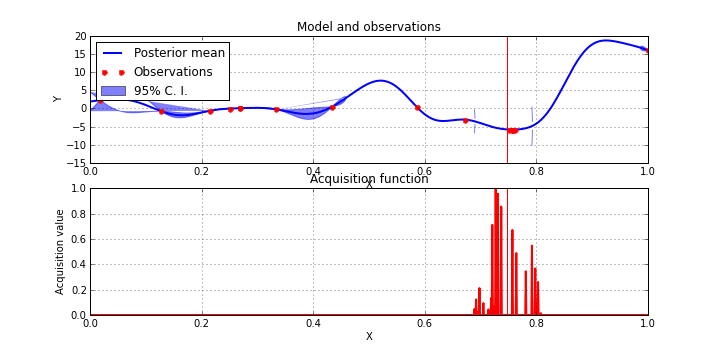 Model and observations
20
15
10
5
0
−5
−10
−15
Y
Posterior mean
Observations
95% C. I.
0.0 0.2 0.4 0.6 0.8 1.0
X
Acquisition function
1.0
0.8
0.6
0.4
0.2
0.0
Acquisition value
0.0 0.2 0.4 0.6 0.8 1.0
X